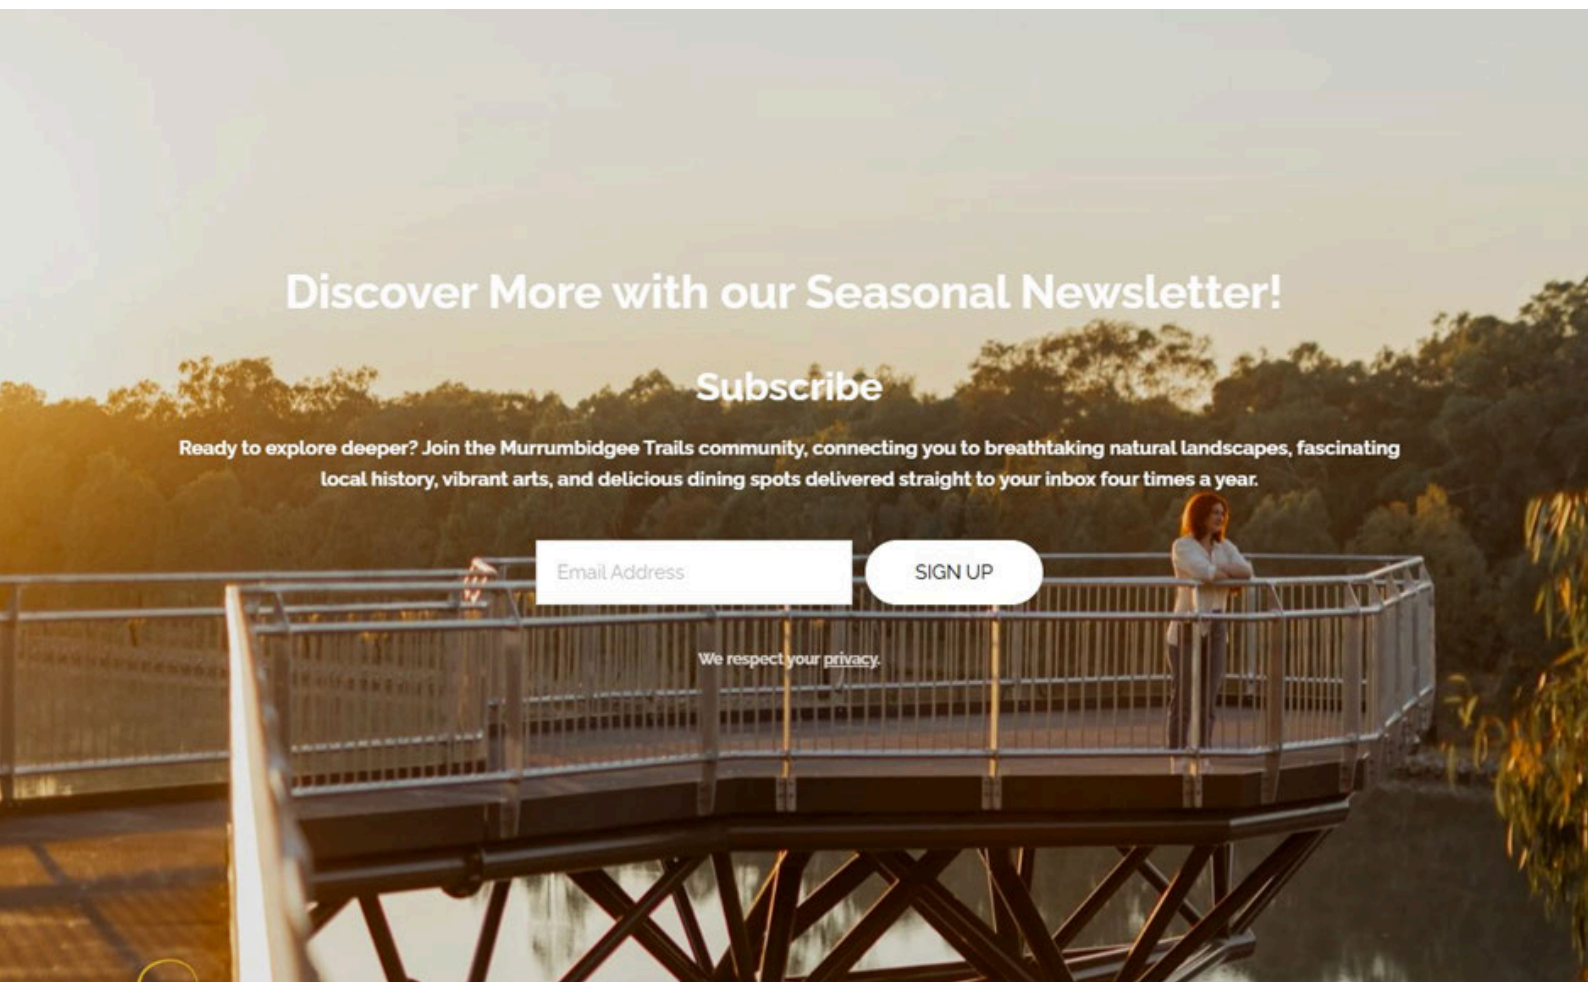 Discover More with our Seasonal Newsletter!
Subscribe
Ready to explore deeper? Join the Murrumbidgee Trails community, connecting you to breathtaking natural landscapes, fascinating
local history, vibrant arts, and delicious dining spots delivered straight to your inbox four times a year.
Email Address
SIGN UP
We respect your privacy.